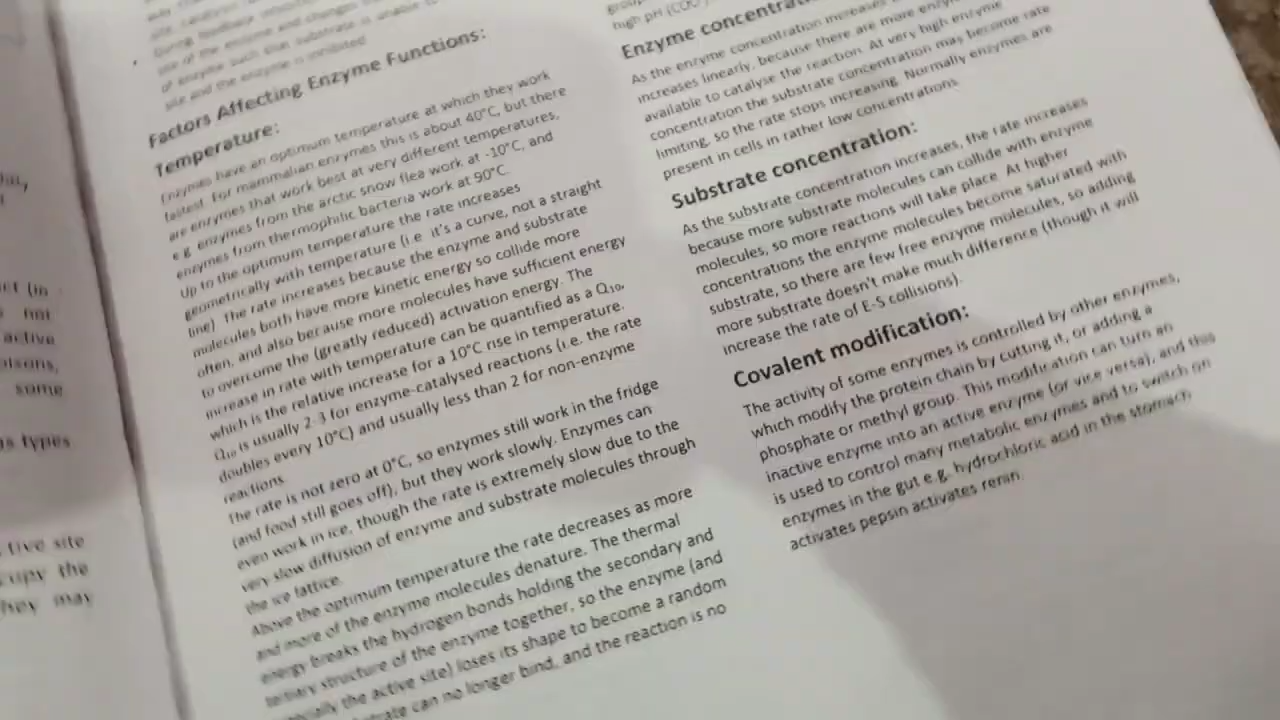 of enzyme such that substrate is unable to
site and the enzyme is inhibited
Factors Affecting Enzyme Functions:
Temperature:
Enzymes have an optimum temperature at which they work
fastest. For mammalian enzymes this is about 40°C, but there
are enzymes that work best at very different temperatures,
e.g. enzymes from the arctic snow flea work at -10°C, and
enzymes from thermophilic bacteria work at 90°C.
Up to the optimum temperature the rate increases
geometrically with temperature (i.e. it's a curve, not a straight
line) The rate increases because the enzyme and substrate
molecules both have more kinetic energy so collide more
often, and also because more molecules have sufficient energy
to overcome the (greatly reduced) activation energy. The
increase in rate with temperature can be quantified as a Q₁₀,
which is the relative increase for a 10°C rise in temperature.
Q₁₀ is usually 2-3 for enzyme-catalysed reactions (i.e. the rate
doubles every 10°C) and usually less than 2 for non-enzyme
reactions.
The rate is not zero at 0°C, so enzymes still work in the fridge
(and food still goes off), but they work slowly. Enzymes can
even work in ice, though the rate is extremely slow due to the
very slow diffusion of enzyme and substrate molecules through
the ice lattice.
Above the optimum temperature the rate decreases as more
and more of the enzyme molecules denature. The thermal
energy breaks the hydrogen bonds holding the secondary and
tertiary structure of the enzyme together, so the enzyme (and
the active site) loses its shape to become a random
can no longer bind, and the reaction is no
high pH
Enzyme
As the enzyme concentration increases
increases linearly, because there are more
available to catalyse the reaction. At very high enzyme
concentration the substrate concentration may become rate
limiting, so the rate stops increasing. Normally enzymes are
present in cells in rather low concentrations.
Substrate concentration:
As the substrate concentration increases, the rate increases
because more substrate molecules can collide with enzyme
molecules, so more reactions will take place. At higher
concentrations the enzyme molecules become saturated with
substrate, so there are few free enzyme molecules, so adding
more substrate doesn't make much difference (though it will
increase the rate of E-S collisions).
Covalent modification:
The activity of some enzymes is controlled by other enzymes,
which modify the protein chain by cutting it, or adding a
phosphate or methyl group. This modification can turn an
inactive enzyme into an active enzyme (or vice versa), and this
is used to control many metabolic enzymes and to switch on
enzymes in the gut e.g. hydrochloric acid in the stomach
activates pepsin activates renin.
active
some
types
site
the
may